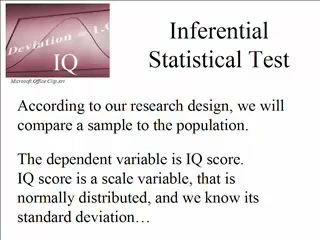 Deviation
IQ
Microsoft Office Clip Art
Inferential
Statistical Test
According to our research design, we will
compare a sample to the population.
The dependent variable is IQ score.
IQ score is a scale variable, that is
normally distributed, and we know its
standard deviation…